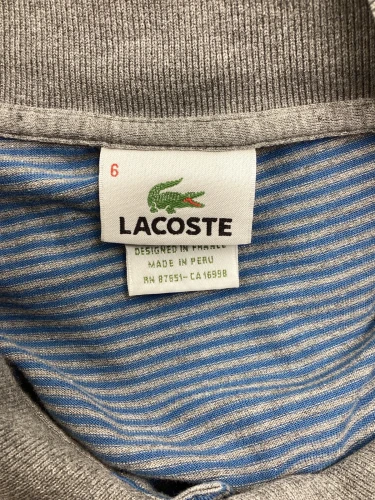 6
LACOSTE
DESIGNED IN FRANCE
MADE IN PERU
RN 87651-CA 16998